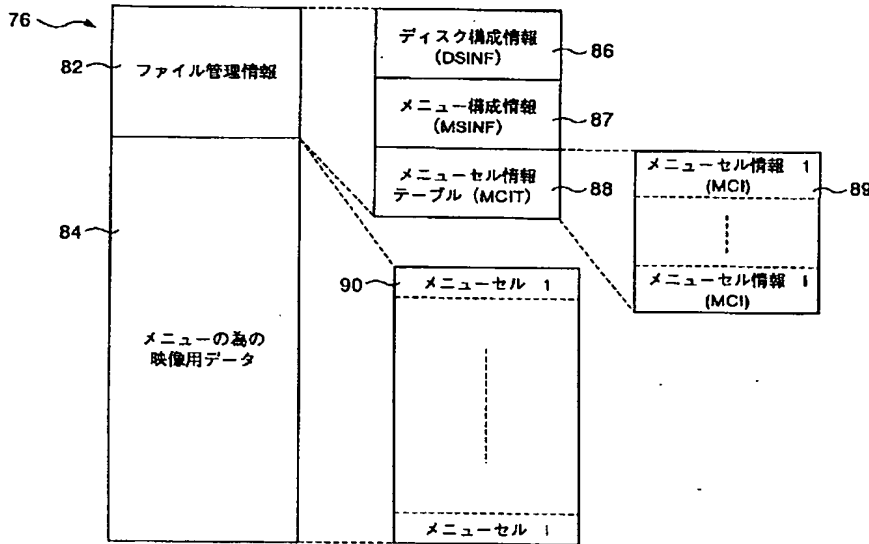 76
82
ファイル管理情報
ディスク構成情報
(DSINF)
86
メニュー構成情報
(MSINF)
87
メニューセル情報
テーブル (MCIT)
88
メニューセル情報 1
(MCI)
89
メニューセル情報 i
(MCI)
84
メニューの為の
映像用データ
90
メニューセル 1
メニューセル i